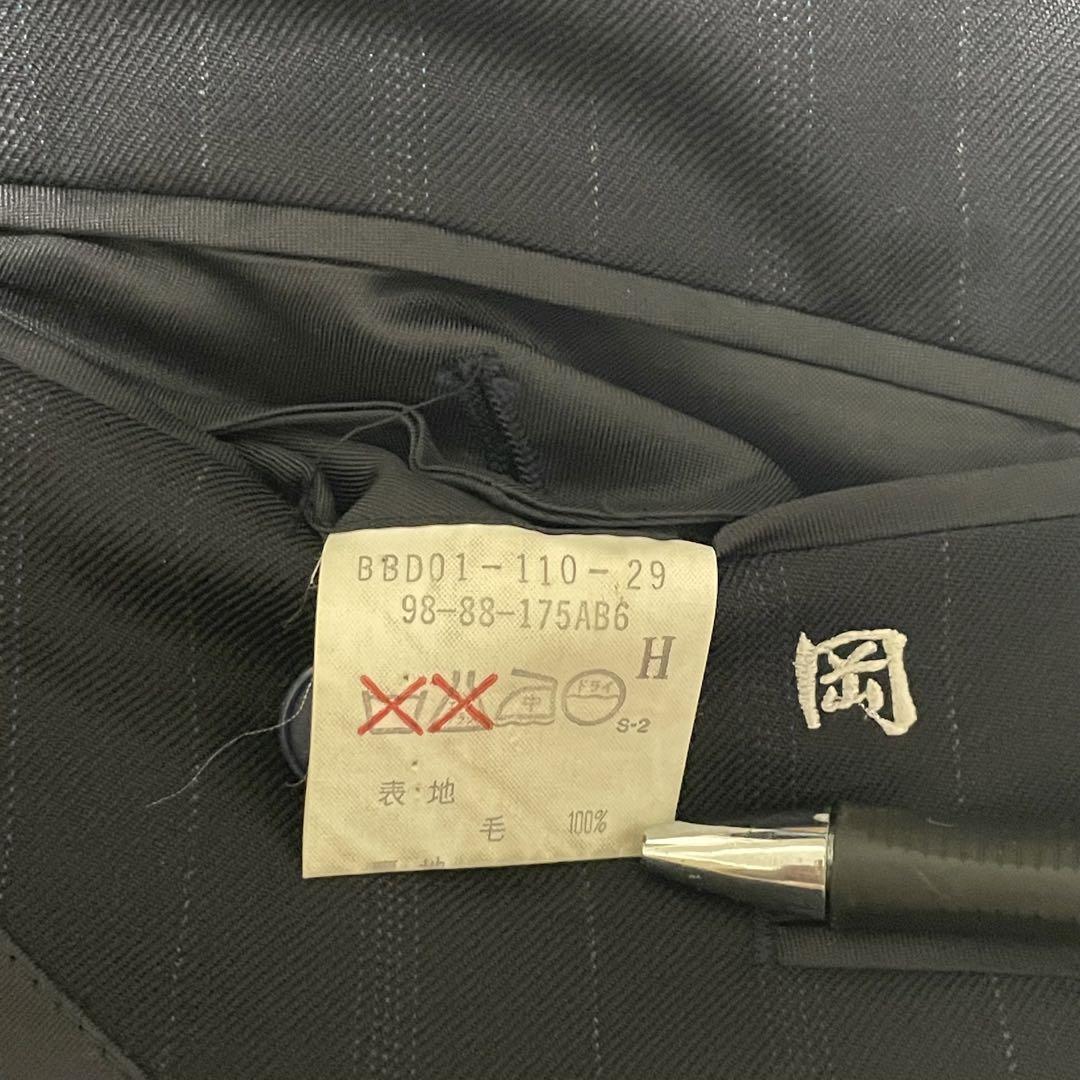 BBD01-110-29
98-88-175AB6
H
中 ドライ
S-2
表地
毛 100%
岡